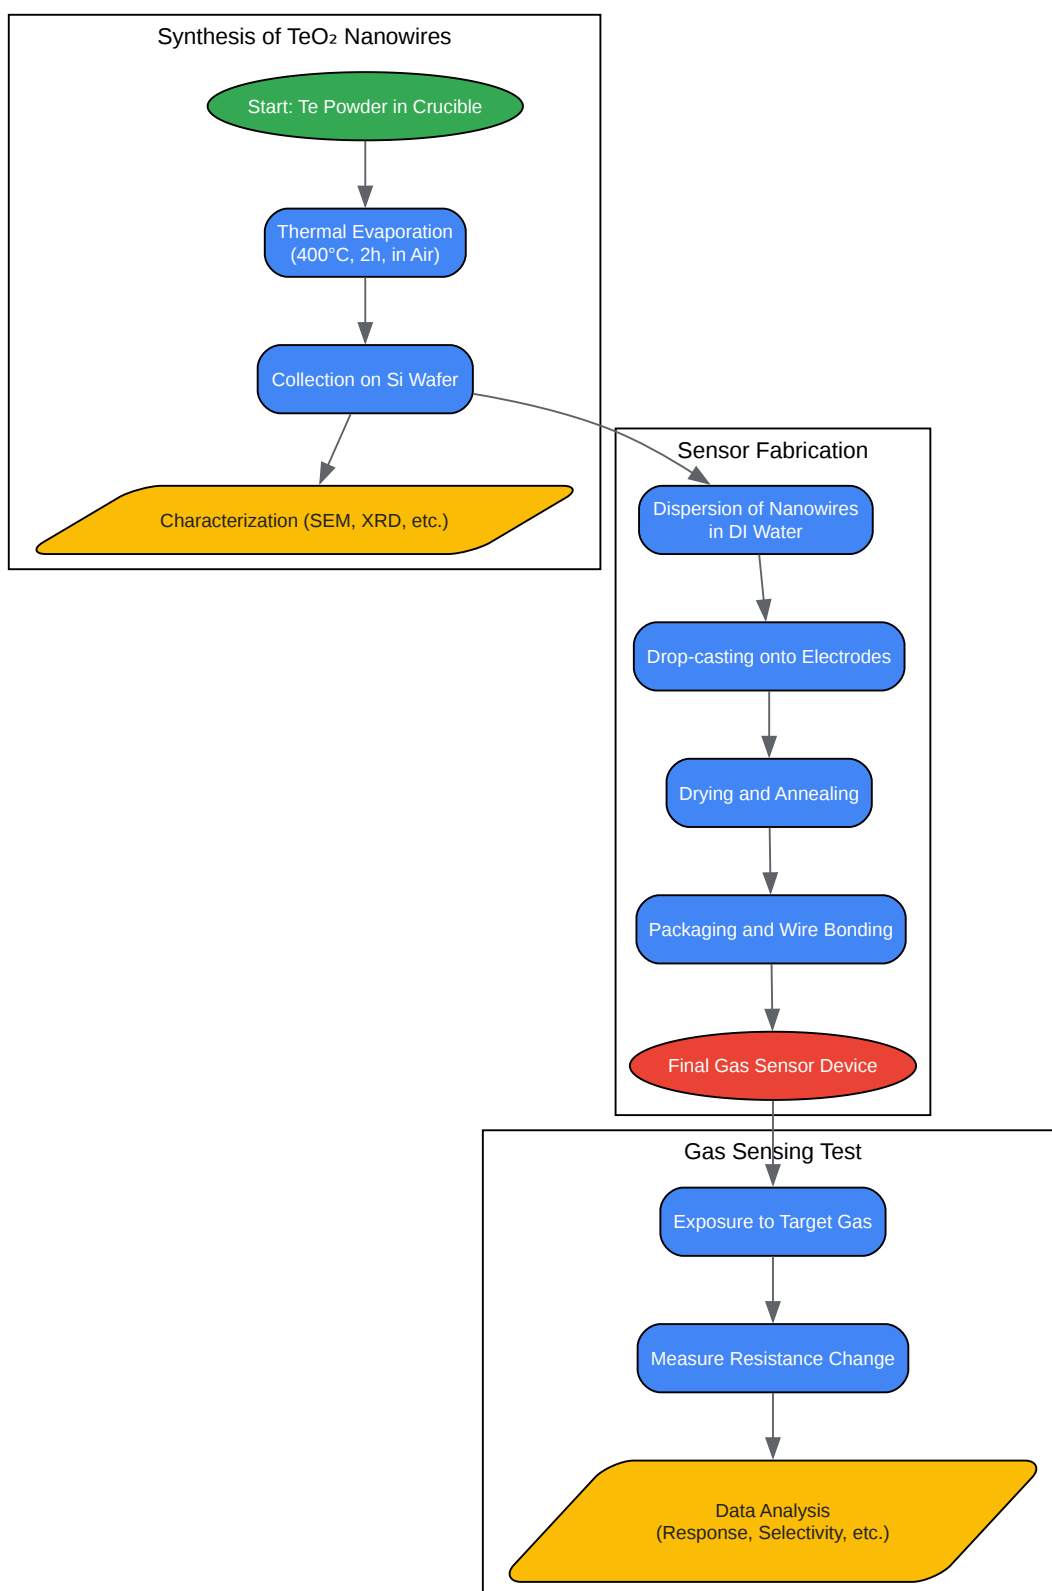 Synthesis of TeO₂ Nanowires
Start: Te Powder in Crucible
Thermal Evaporation
(400°C, 2h, in Air)
Collection on Si Wafer
Characterization (SEM, XRD, etc.)
Sensor Fabrication
Dispersion of Nanowires
in DI Water
Drop-casting onto Electrodes
Drying and Annealing
Packaging and Wire Bonding
Final Gas Sensor Device
Gas Sensing Test
Exposure to Target Gas
Measure Resistance Change
Data Analysis
(Response, Selectivity, etc.)